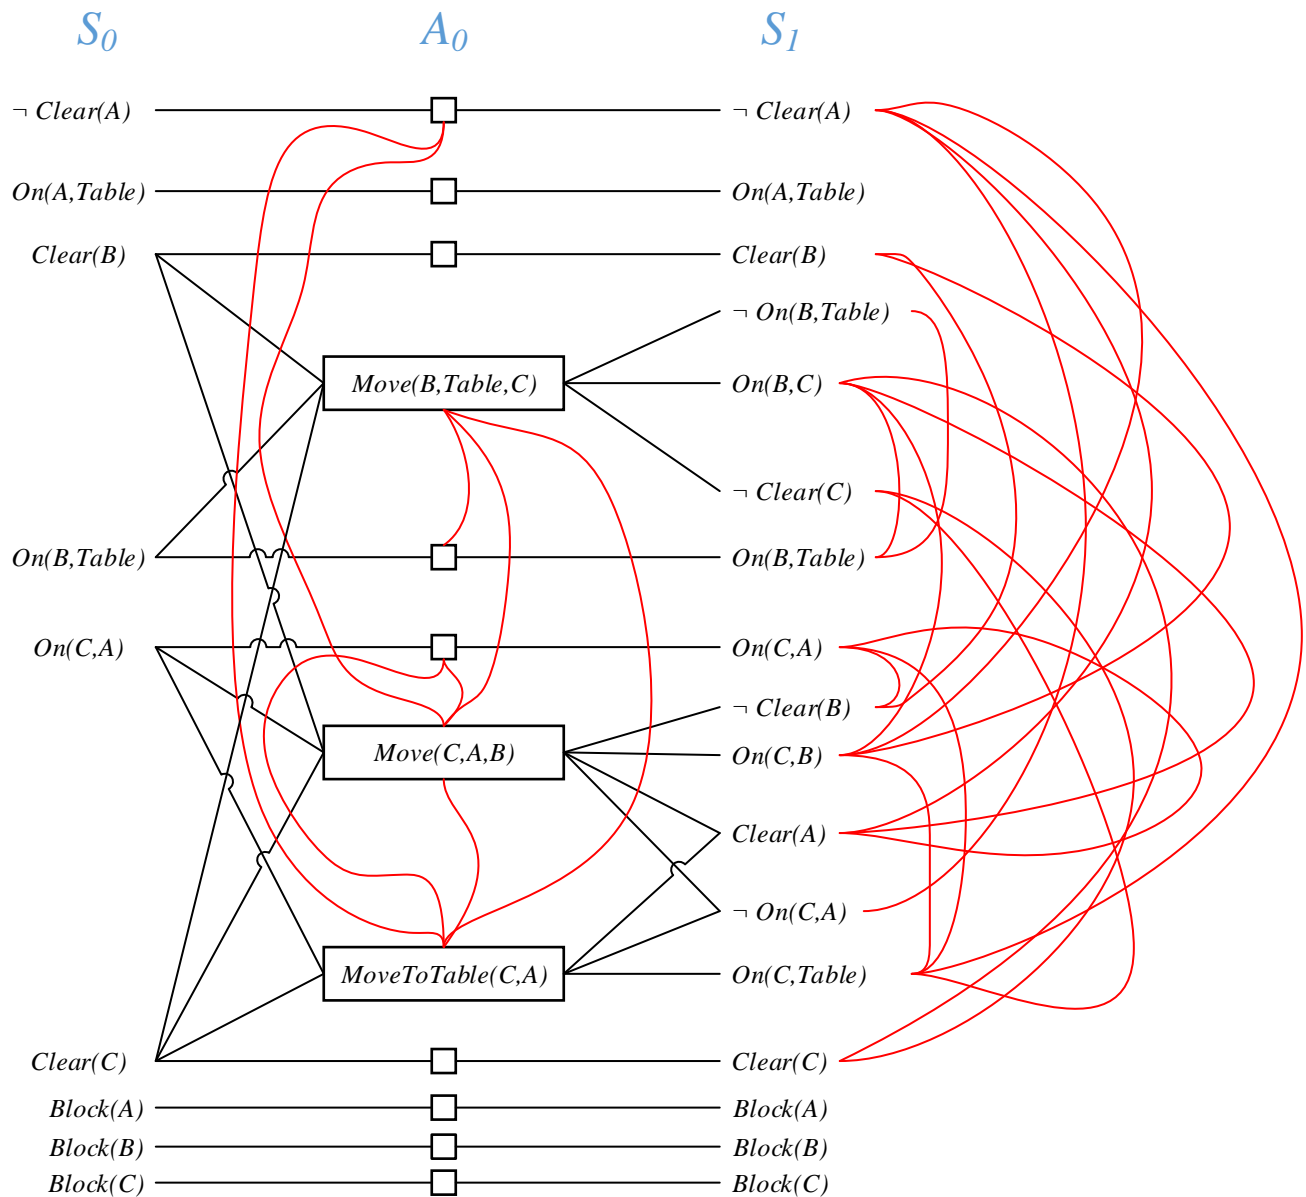 S0 A0 S1
¬ Clear(A) ¬ Clear(A)
On(A,Table) On(A,Table)
Clear(B) Clear(B)
¬ On(B,Table)
Move(B,Table,C) On(B,C)
¬ Clear(C)
On(B,Table) On(B,Table)
On(C,A) On(C,A)
¬ Clear(B)
Move(C,A,B) On(C,B)
Clear(A)
¬ On(C,A)
MoveToTable(C,A) On(C,Table)
Clear(C) Clear(C)
Block(A) Block(A)
Block(B) Block(B)
Block(C) Block(C)